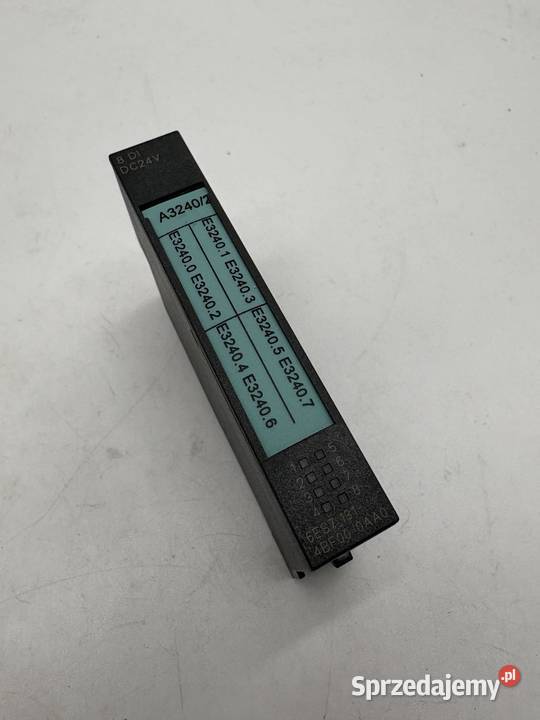 8 DI
DC24V
A3240/2
E3240.1 E3240.3
E3240.0 E3240.2
E3240.5 E3240.7
E3240.4 E3240.6
1 5
2 6
3 7
4 8
6ES7 131
4BF00 0AA0
Sprzedajemy.pl